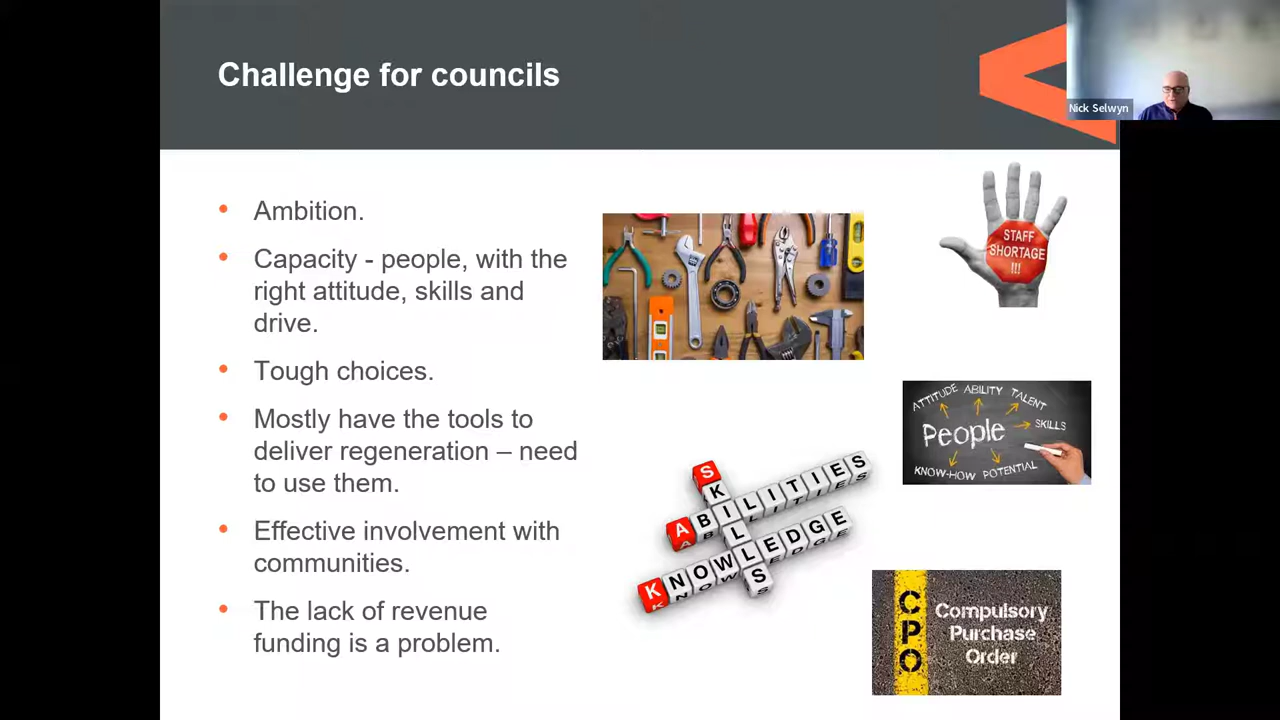 Challenge for councils
Nick Selwyn
• Ambition.
• Capacity - people, with the
right attitude, skills and
drive.
• Tough choices.
• Mostly have the tools to
deliver regeneration – need
to use them.
• Effective involvement with
communities.
• The lack of revenue
funding is a problem.
STAFF
SHORTAGE
!!!
ATTITUDE ABILITY TALENT
People
SKILLS
KNOW-HOW POTENTIAL
SKILLS
ABILITIES
KNOWLEDGE
CPO
Compulsory
Purchase
Order